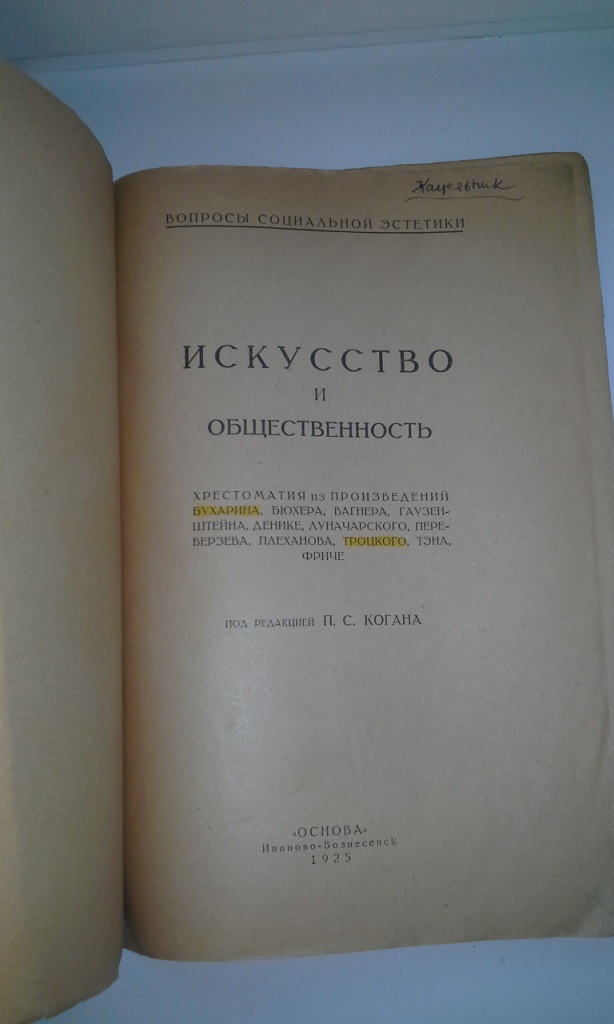 ВОПРОСЫ СОЦИАЛЬНОЙ ЭСТЕТИКИ
ИСКУССТВО
И
ОБЩЕСТВЕННОСТЬ
ХРЕСТОМАТИЯ ИЗ ПРОИЗВЕДЕНИЙ
БУХАРИНА, БЮХЕРА, ВАГНЕРА, ГАУЗЕН-
ШТЕЙНА, ДЕНИКЕ, ЛУНАЧАРСКОГО, ПЕРЕ-
ВЕРЗЕВА, ПЛЕХАНОВА, ТРОЦКОГО, ТЭНА,
ФРИЧЕ
ПОД РЕДАКЦИЕЙ П. С. КОГАНА
«ОСНОВА»
Иваново-Вознесенск
1925